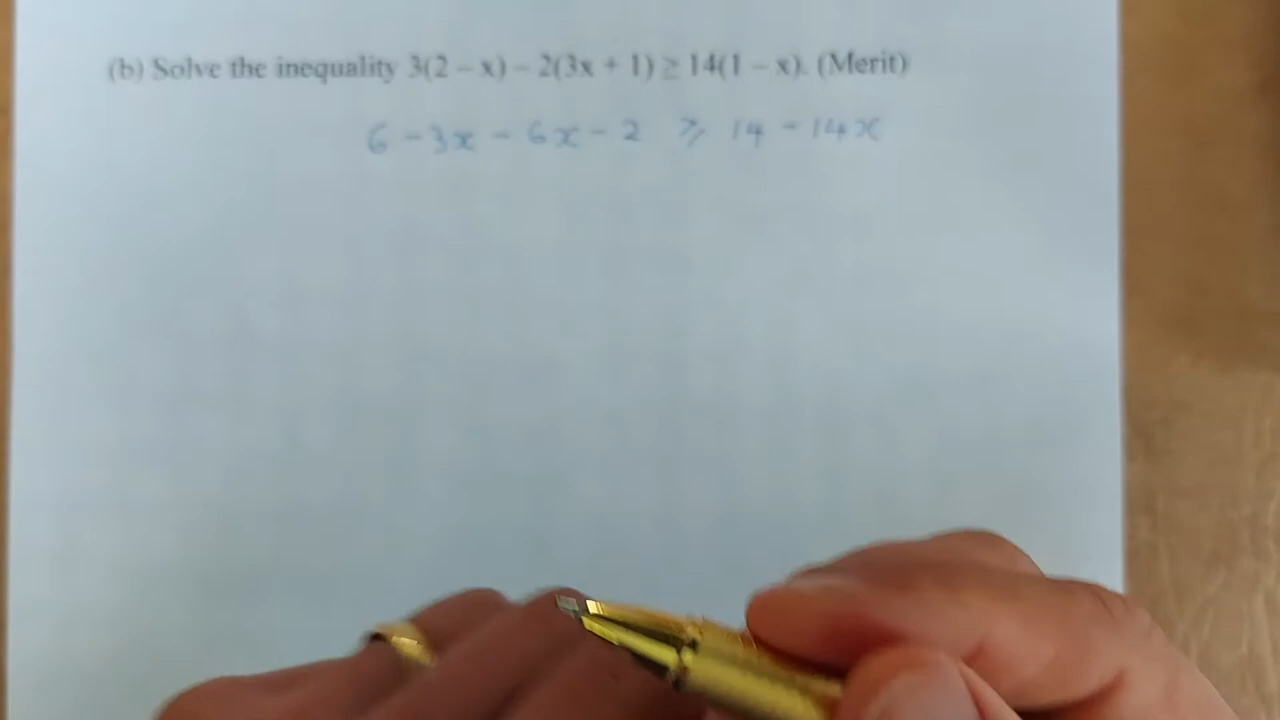 (b) Solve the inequality 3(2 – x) – 2(3x + 1) ≥ 14(1 – x). (Merit)
6 - 3x - 6x - 2 ≥ 14 - 14x